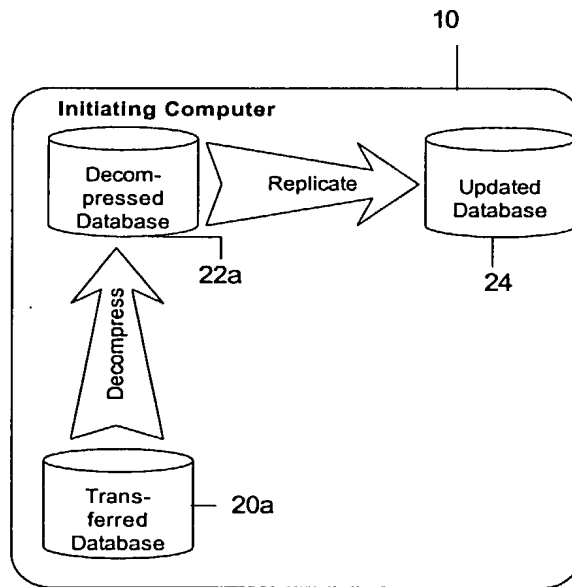 10
Initiating Computer
Decom-
pressed
Database
Replicate
Updated
Database
22a
24
Decompress
Trans-
ferred
Database
20a